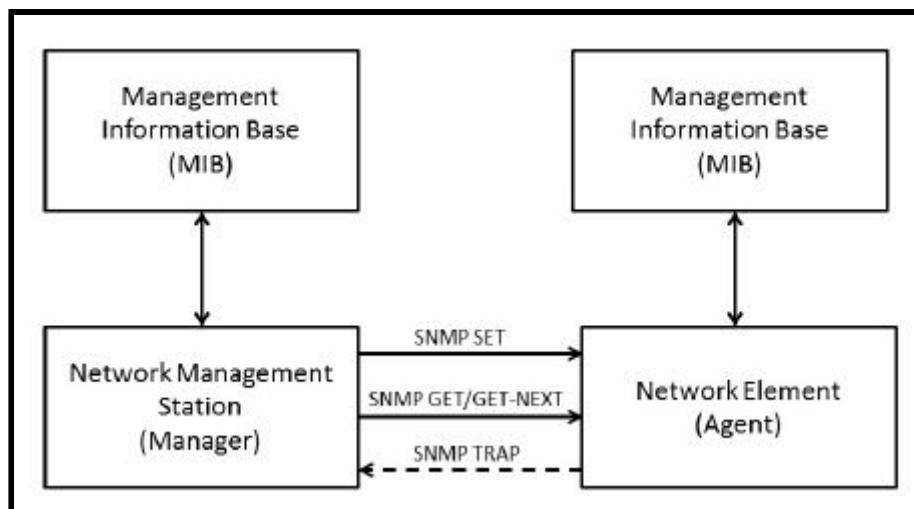 Management
Information Base
(MIB)
Management
Information Base
(MIB)
Network Management
Station
(Manager)
SNMP SET
SNMP GET/GET-NEXT
SNMP TRAP
Network Element
(Agent)